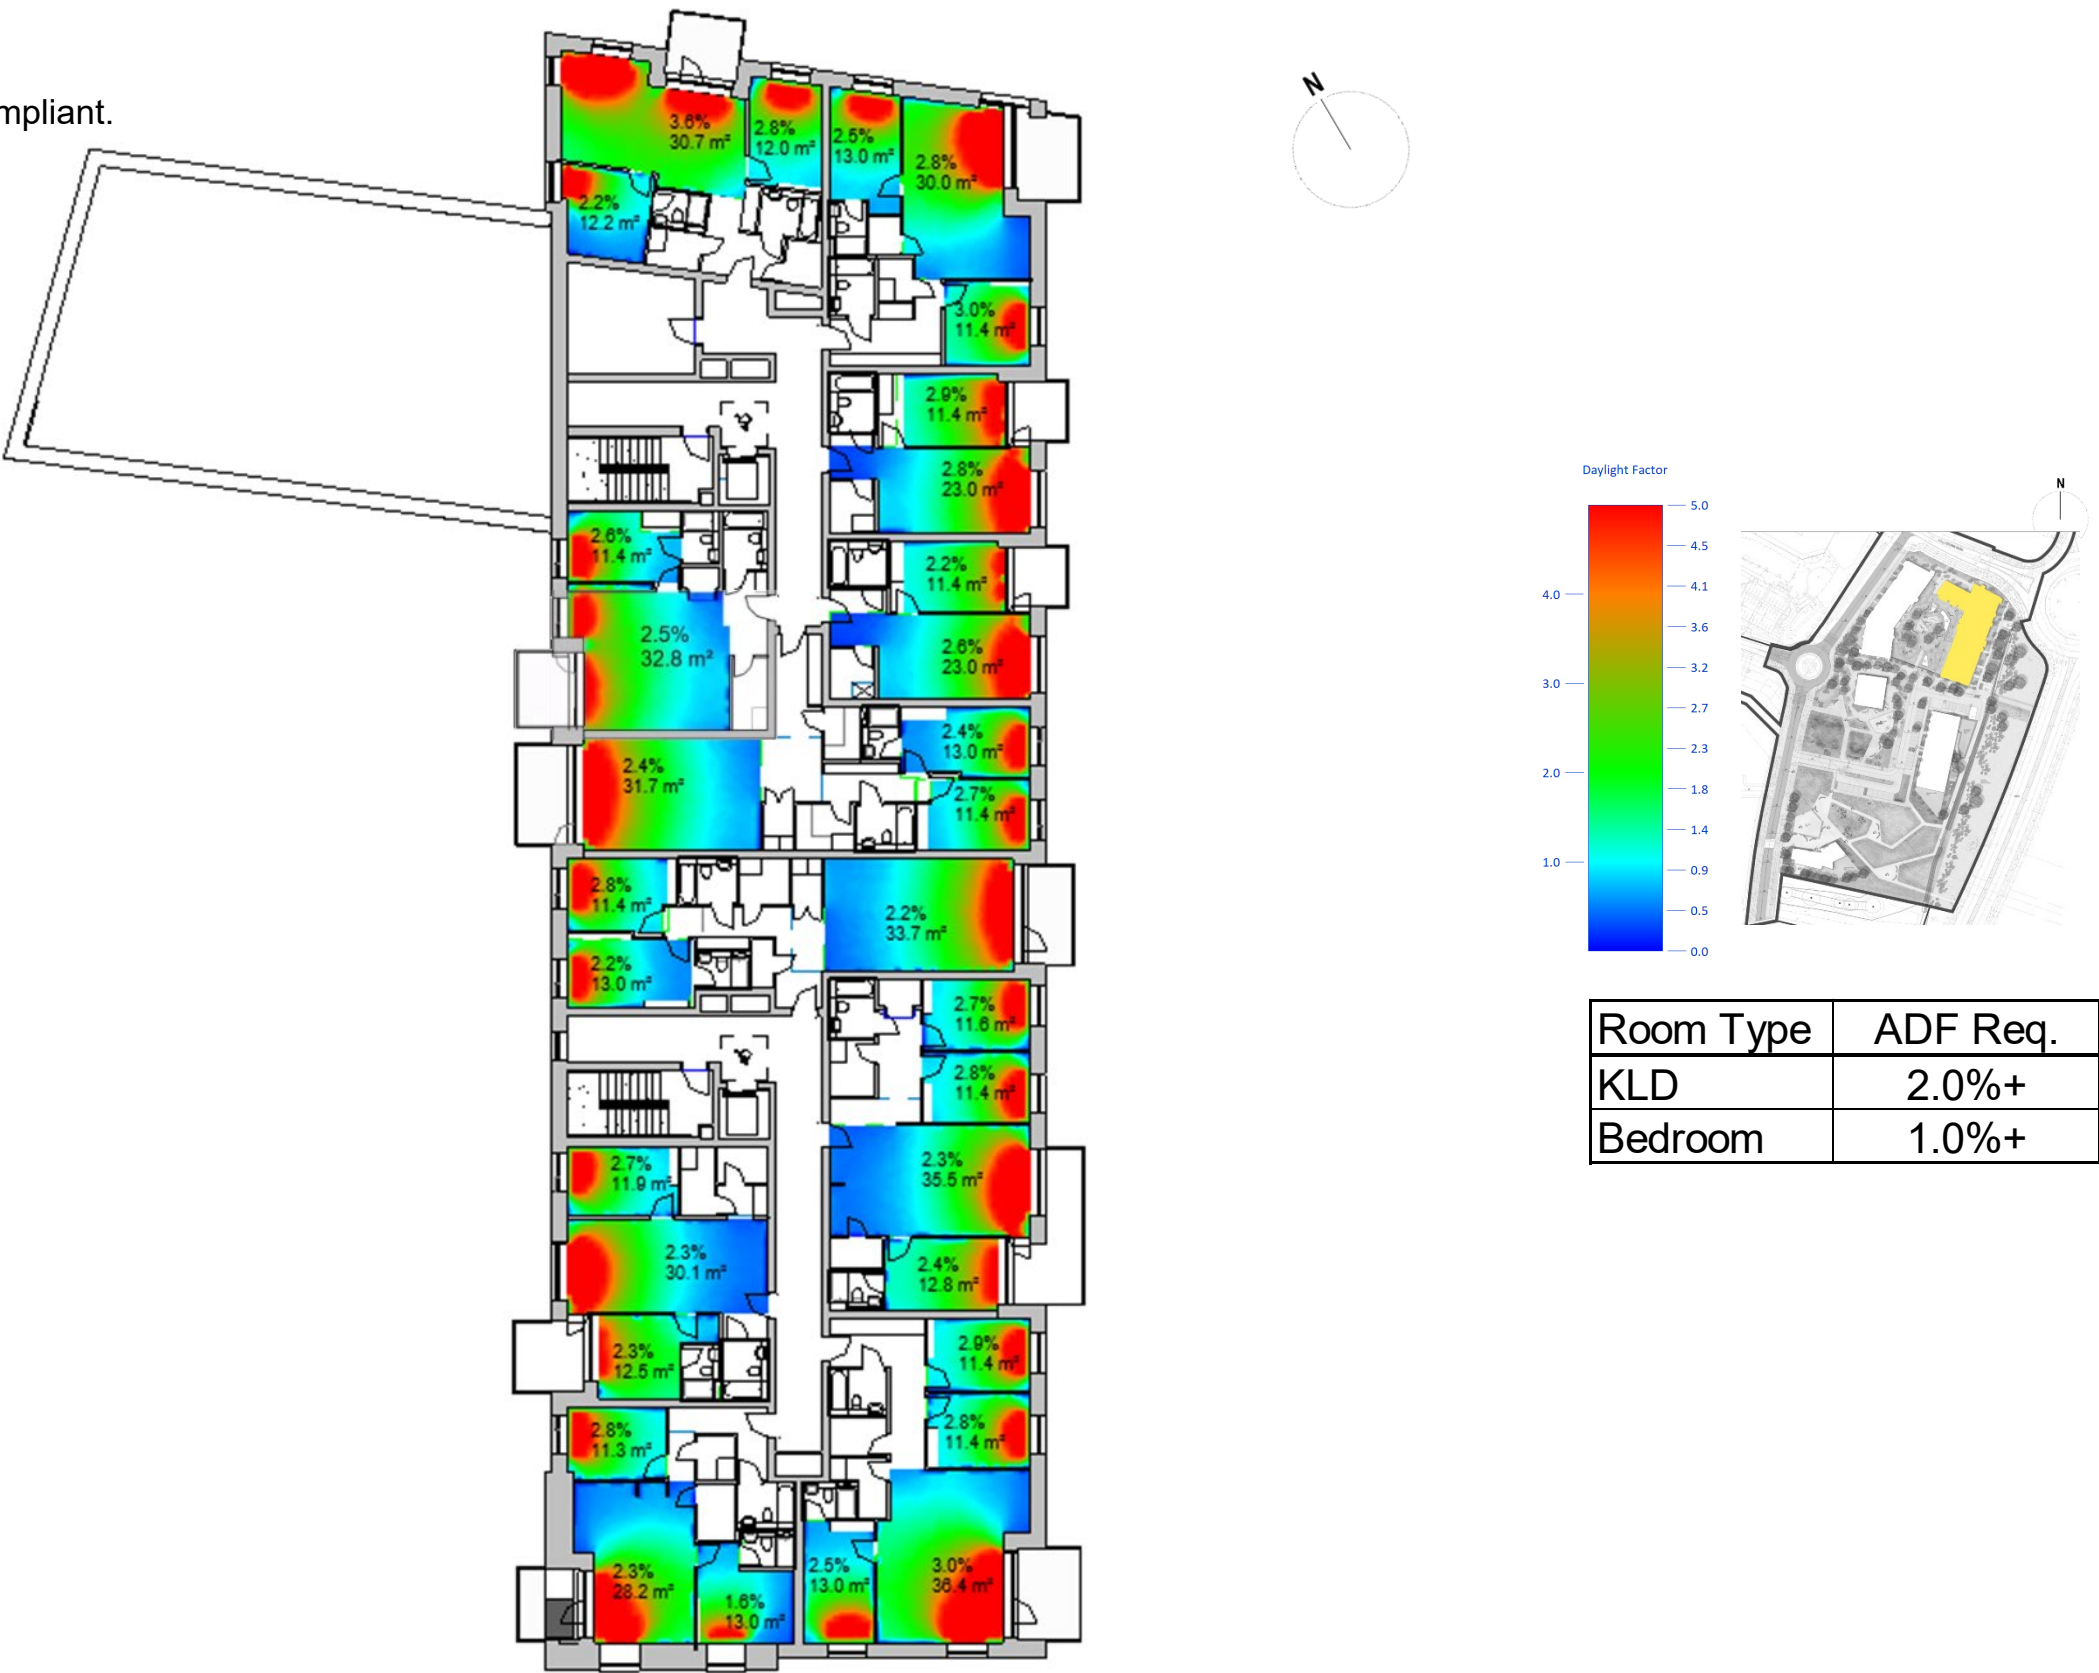 mpliant.
N
3.6%
30.7 m²
2.8%
12.0 m²
2.5%
13.0 m²
2.8%
30.0 m²
2.2%
12.2 m²
3.0%
11.4 m²
2.9%
11.4 m²
2.8%
23.0 m²
2.6%
11.4 m²
2.2%
11.4 m²
2.5%
32.8 m²
2.6%
23.0 m²
2.4%
13.0 m²
2.4%
31.7 m²
2.7%
11.4 m²
2.8%
11.4 m²
2.2%
33.7 m²
2.2%
13.0 m²
2.7%
11.6 m²
2.8%
11.4 m²
2.7%
11.9 m²
2.3%
35.5 m²
2.3%
30.1 m²
2.4%
12.8 m²
2.3%
12.5 m²
2.9%
11.4 m²
2.8%
11.3 m²
2.8%
11.4 m²
2.3%
28.2 m²
1.6%
13.0 m²
2.5%
13.0 m²
3.0%
36.4 m²
Daylight Factor
5.0
4.5
4.1
4.0
3.6
3.2
3.0
2.7
2.3
2.0
1.8
1.4
1.0
0.9
0.5
0.0
N
Room Type ADF Req.
KLD 2.0%+
Bedroom 1.0%+